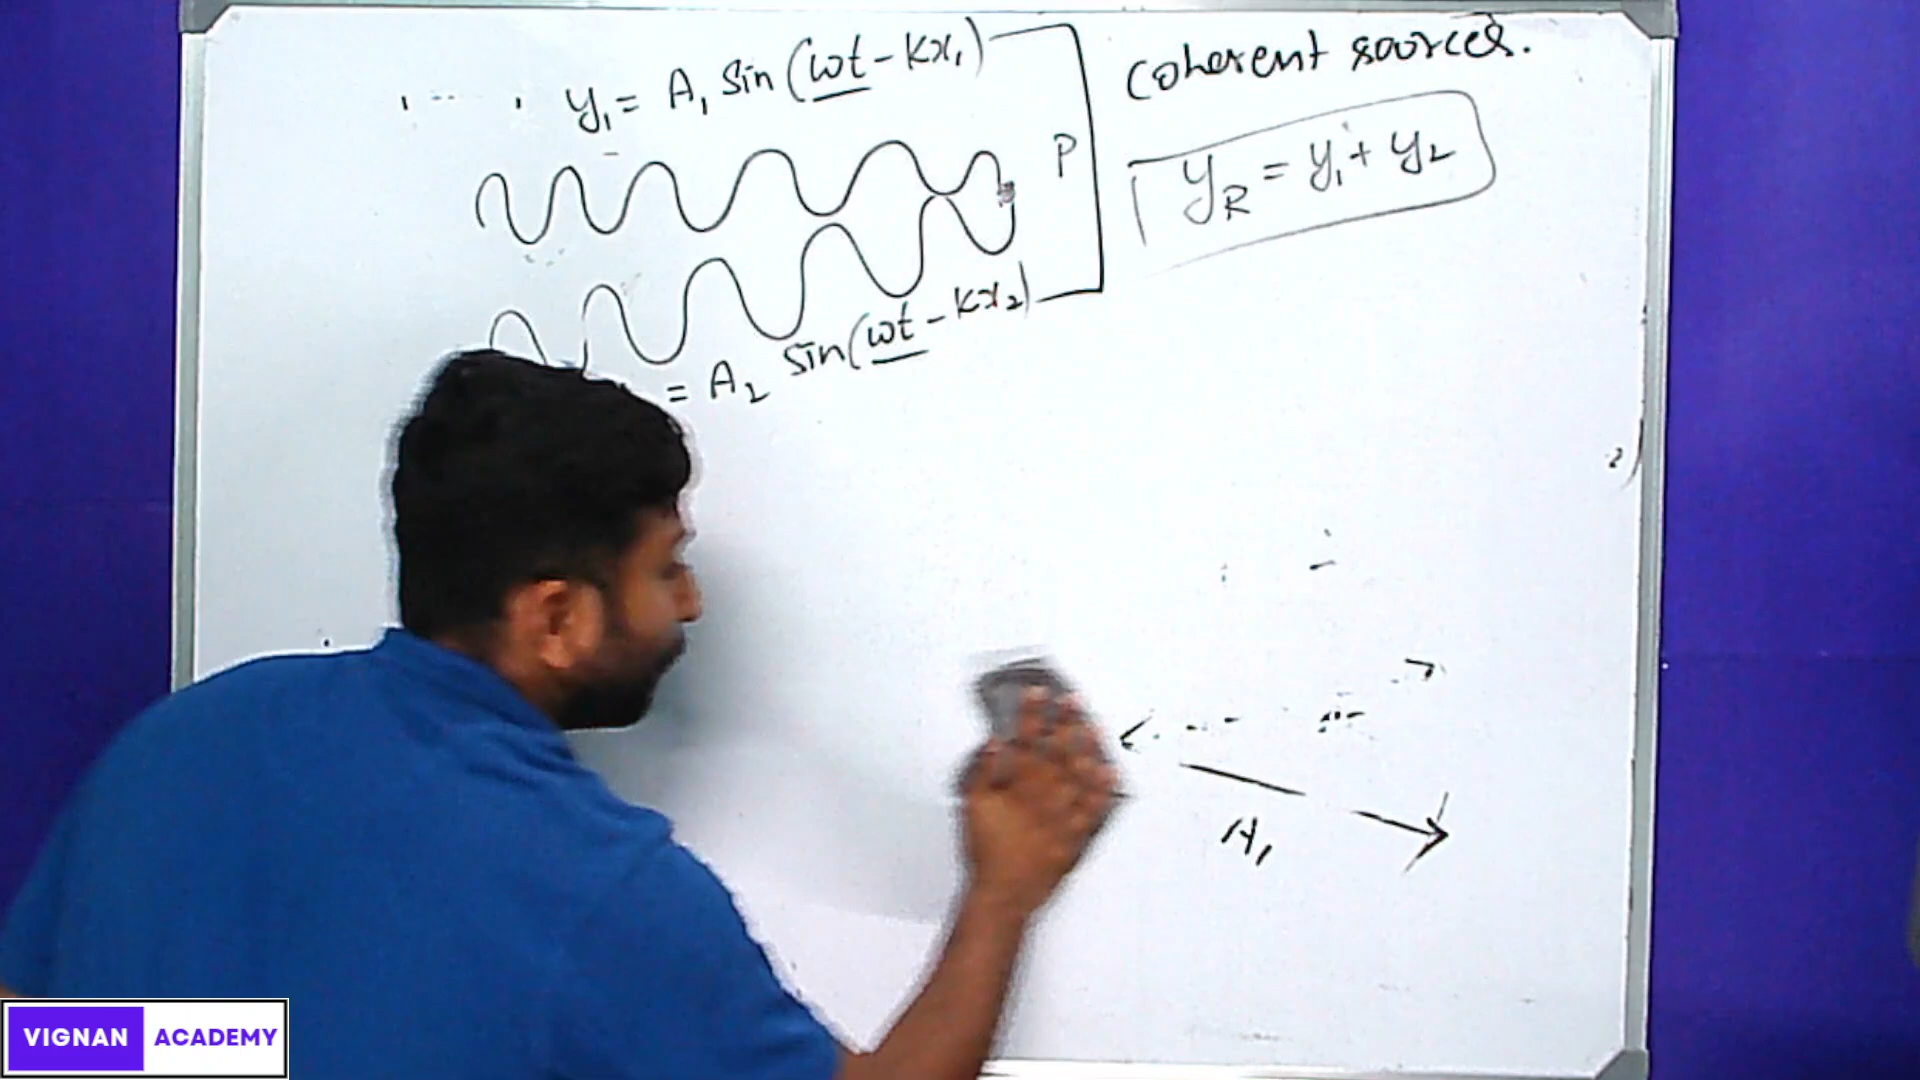 y₁ = A₁ sin(ωt - kx₁)
coherent sources.
P
y_R = y₁ + y₂
= A₂ sin(ωt - kx₂)
A₁
VIGNAN ACADEMY